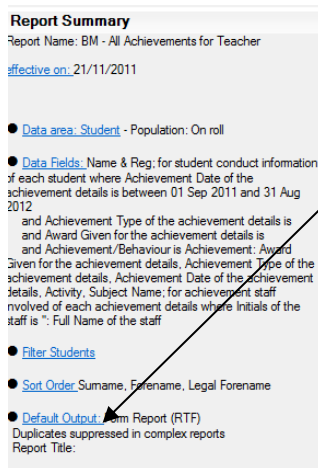 Report Summary
Report Name: BM - All Achievements for Teacher
effective on: 21/11/2011
● Data area: Student - Population: On roll
● Data Fields: Name & Reg; for student conduct information
of each student where Achievement Date of the
achievement details is between 01 Sep 2011 and 31 Aug
2012
and Achievement Type of the achievement details is
and Award Given for the achievement details is
and Achievement/Behaviour is Achievement: Award
Given for the achievement details, Achievement Type of the
achievement details, Achievement Date of the achievement
details, Activity, Subject Name; for achievement staff
involved of each achievement details where Initials of the
staff is '': Full Name of the staff
● Filter Students
● Sort Order Surname, Forename, Legal Forename
● Default Output: Form Report (RTF)
Duplicates suppressed in complex reports
Report Title: